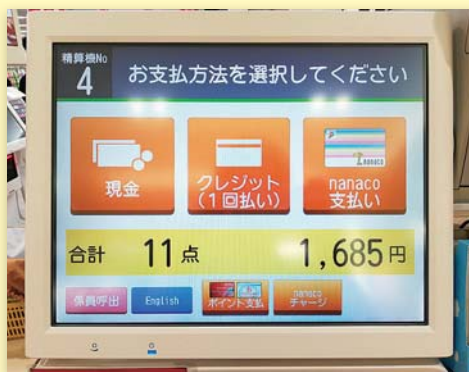 精算機No
4
お支払方法を選択してください
現金
クレジット
(1回払い)
nanaco
nanaco
支払い
合計 11点 1,685円
係員呼出
English
ポイント支払
nanaco
チャージ